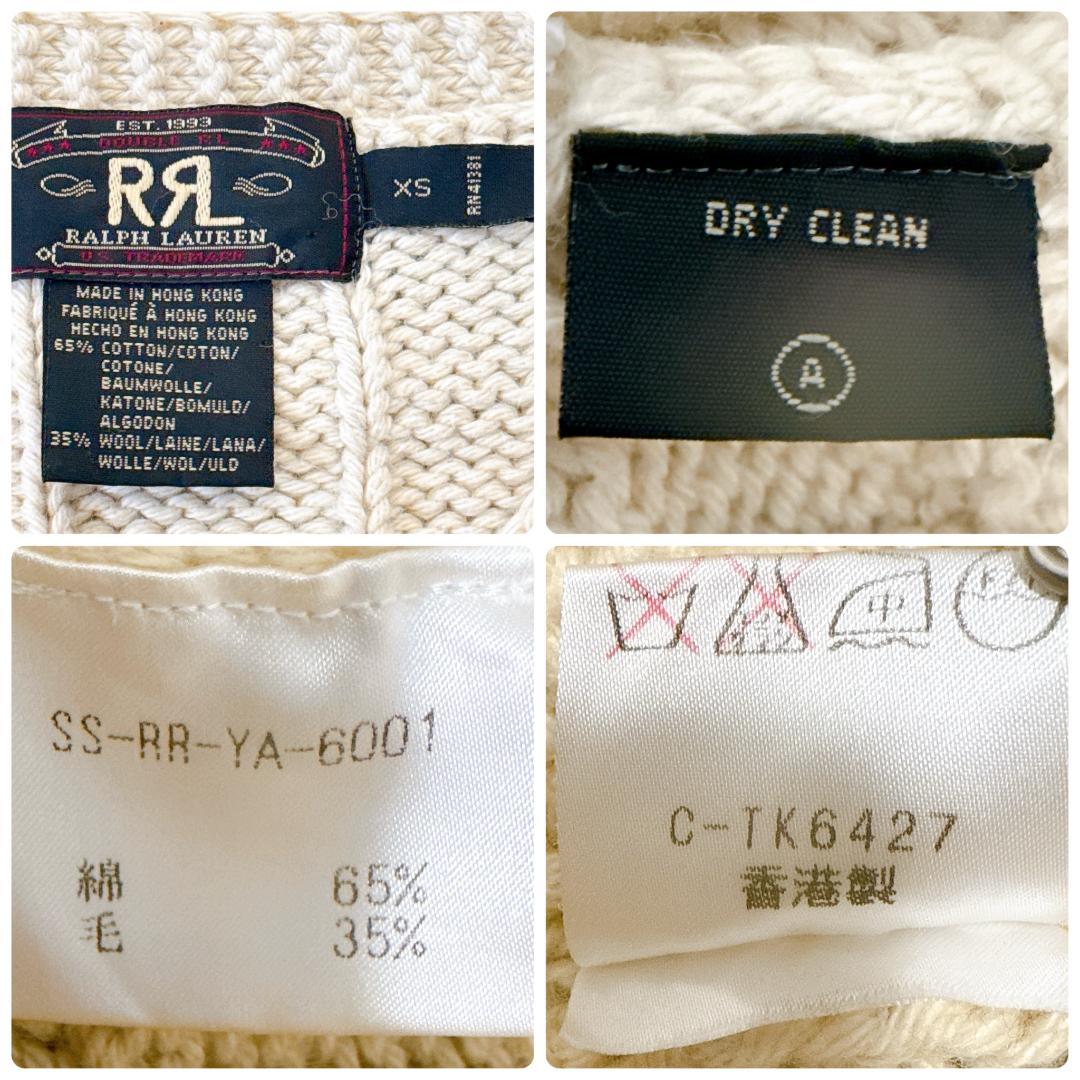 EST. 1993
DOUBLE RL
RRL
RALPH LAUREN
U.S. TRADEMARK
XS
RN41381
MADE IN HONG KONG
FABRIQUÉ À HONG KONG
HECHO EN HONG KONG
65% COTTON/COTON/
COTONE/
BAUMWOLLE/
KATONE/BOMULD/
ALGODON
35% WOOL/LAINE/LANA/
WOLLE/WOL/ULD
DRY CLEAN
A
SS-RR-YA-6001
綿 65%
毛 35%
中
C-TK6427
香港製